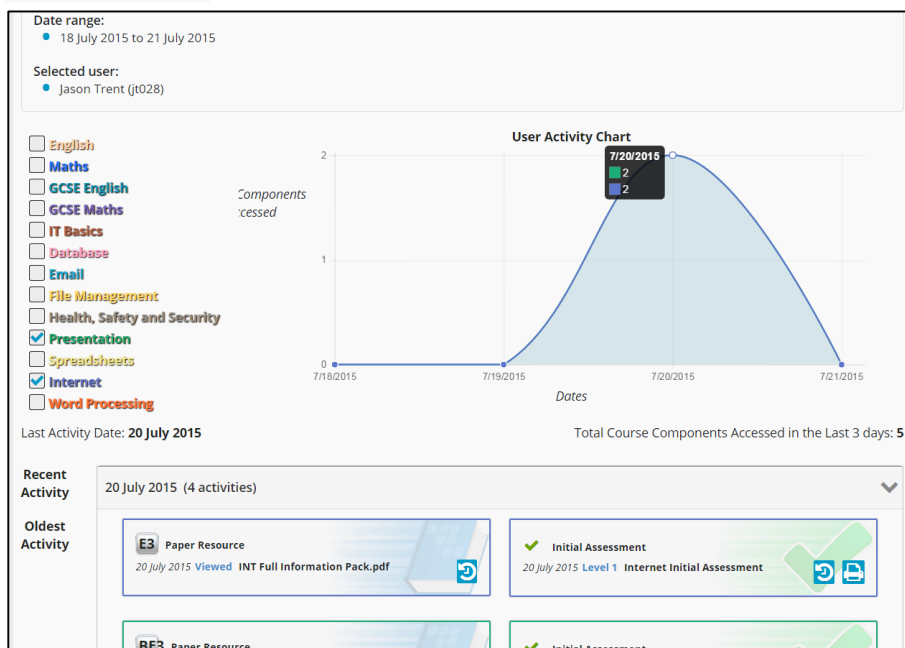 Date range:
18 July 2015 to 21 July 2015
Selected user:
Jason Trent (jt028)
English
Maths
GCSE English
GCSE Maths
IT Basics
Database
Email
File Management
Health, Safety and Security
Presentation
Spreadsheets
Internet
Word Processing
User Activity Chart
Components
cessed
2
1
0
7/20/2015
2
2
7/18/2015
7/19/2015
7/20/2015
7/21/2015
Dates
Last Activity Date: 20 July 2015
Total Course Components Accessed in the Last 3 days: 5
Recent
Activity
20 July 2015 (4 activities)
Oldest
Activity
E3 Paper Resource
20 July 2015 Viewed INT Full Information Pack.pdf
Initial Assessment
20 July 2015 Level 1 Internet Initial Assessment
BE3 Paper Resource
Initial Assessment